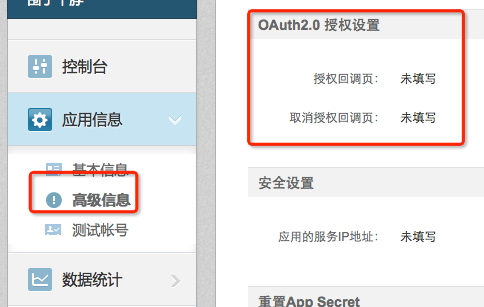 控制台
应用信息
基本信息
高级信息
测试帐号
数据统计
OAuth2.0 授权设置
授权回调页： 未填写
取消授权回调页： 未填写
安全设置
应用的服务IP地址： 未填写
重置App Secret